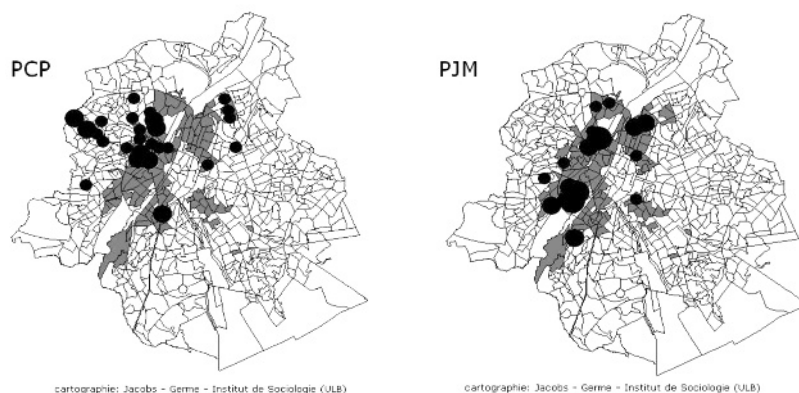 PCP
PJM
cartographie: Jacobs - Germe - Institut de Sociologie (ULB)
cartographie: Jacobs - Germe - Institut de Sociologie (ULB)